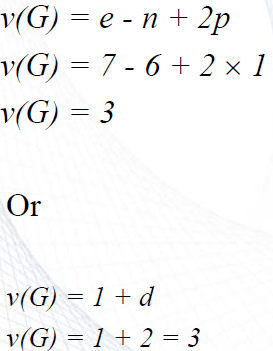 v(G) = e - n + 2p
v(G) = 7 - 6 + 2 × 1
v(G) = 3
Or
v(G) = 1 + d
v(G) = 1 + 2 = 3